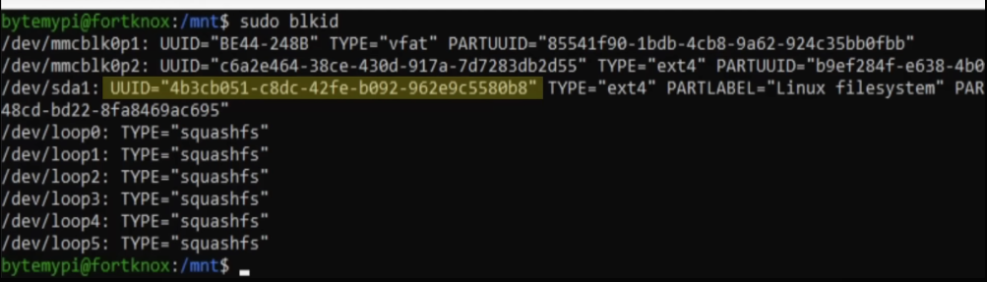 bytemypi@fortknox:/mnt$ sudo blkid
/dev/mmcblk0p1: UUID="BE44-248B" TYPE="vfat" PARTUUID="85541f90-1bdb-4cb8-9a62-924c35bb0fbb"
/dev/mmcblk0p2: UUID="c6a2e464-38ce-430d-917a-7d7283db2d55" TYPE="ext4" PARTUUID="b9ef284f-e638-4b0
/dev/sda1: UUID="4b3cb051-c8dc-42fe-b092-962e9c5580b8" TYPE="ext4" PARTLABEL="Linux filesystem" PAR
48cd-bd22-8fa8469ac695"
/dev/loop0: TYPE="squashfs"
/dev/loop1: TYPE="squashfs"
/dev/loop2: TYPE="squashfs"
/dev/loop3: TYPE="squashfs"
/dev/loop4: TYPE="squashfs"
/dev/loop5: TYPE="squashfs"
bytemypi@fortknox:/mnt$